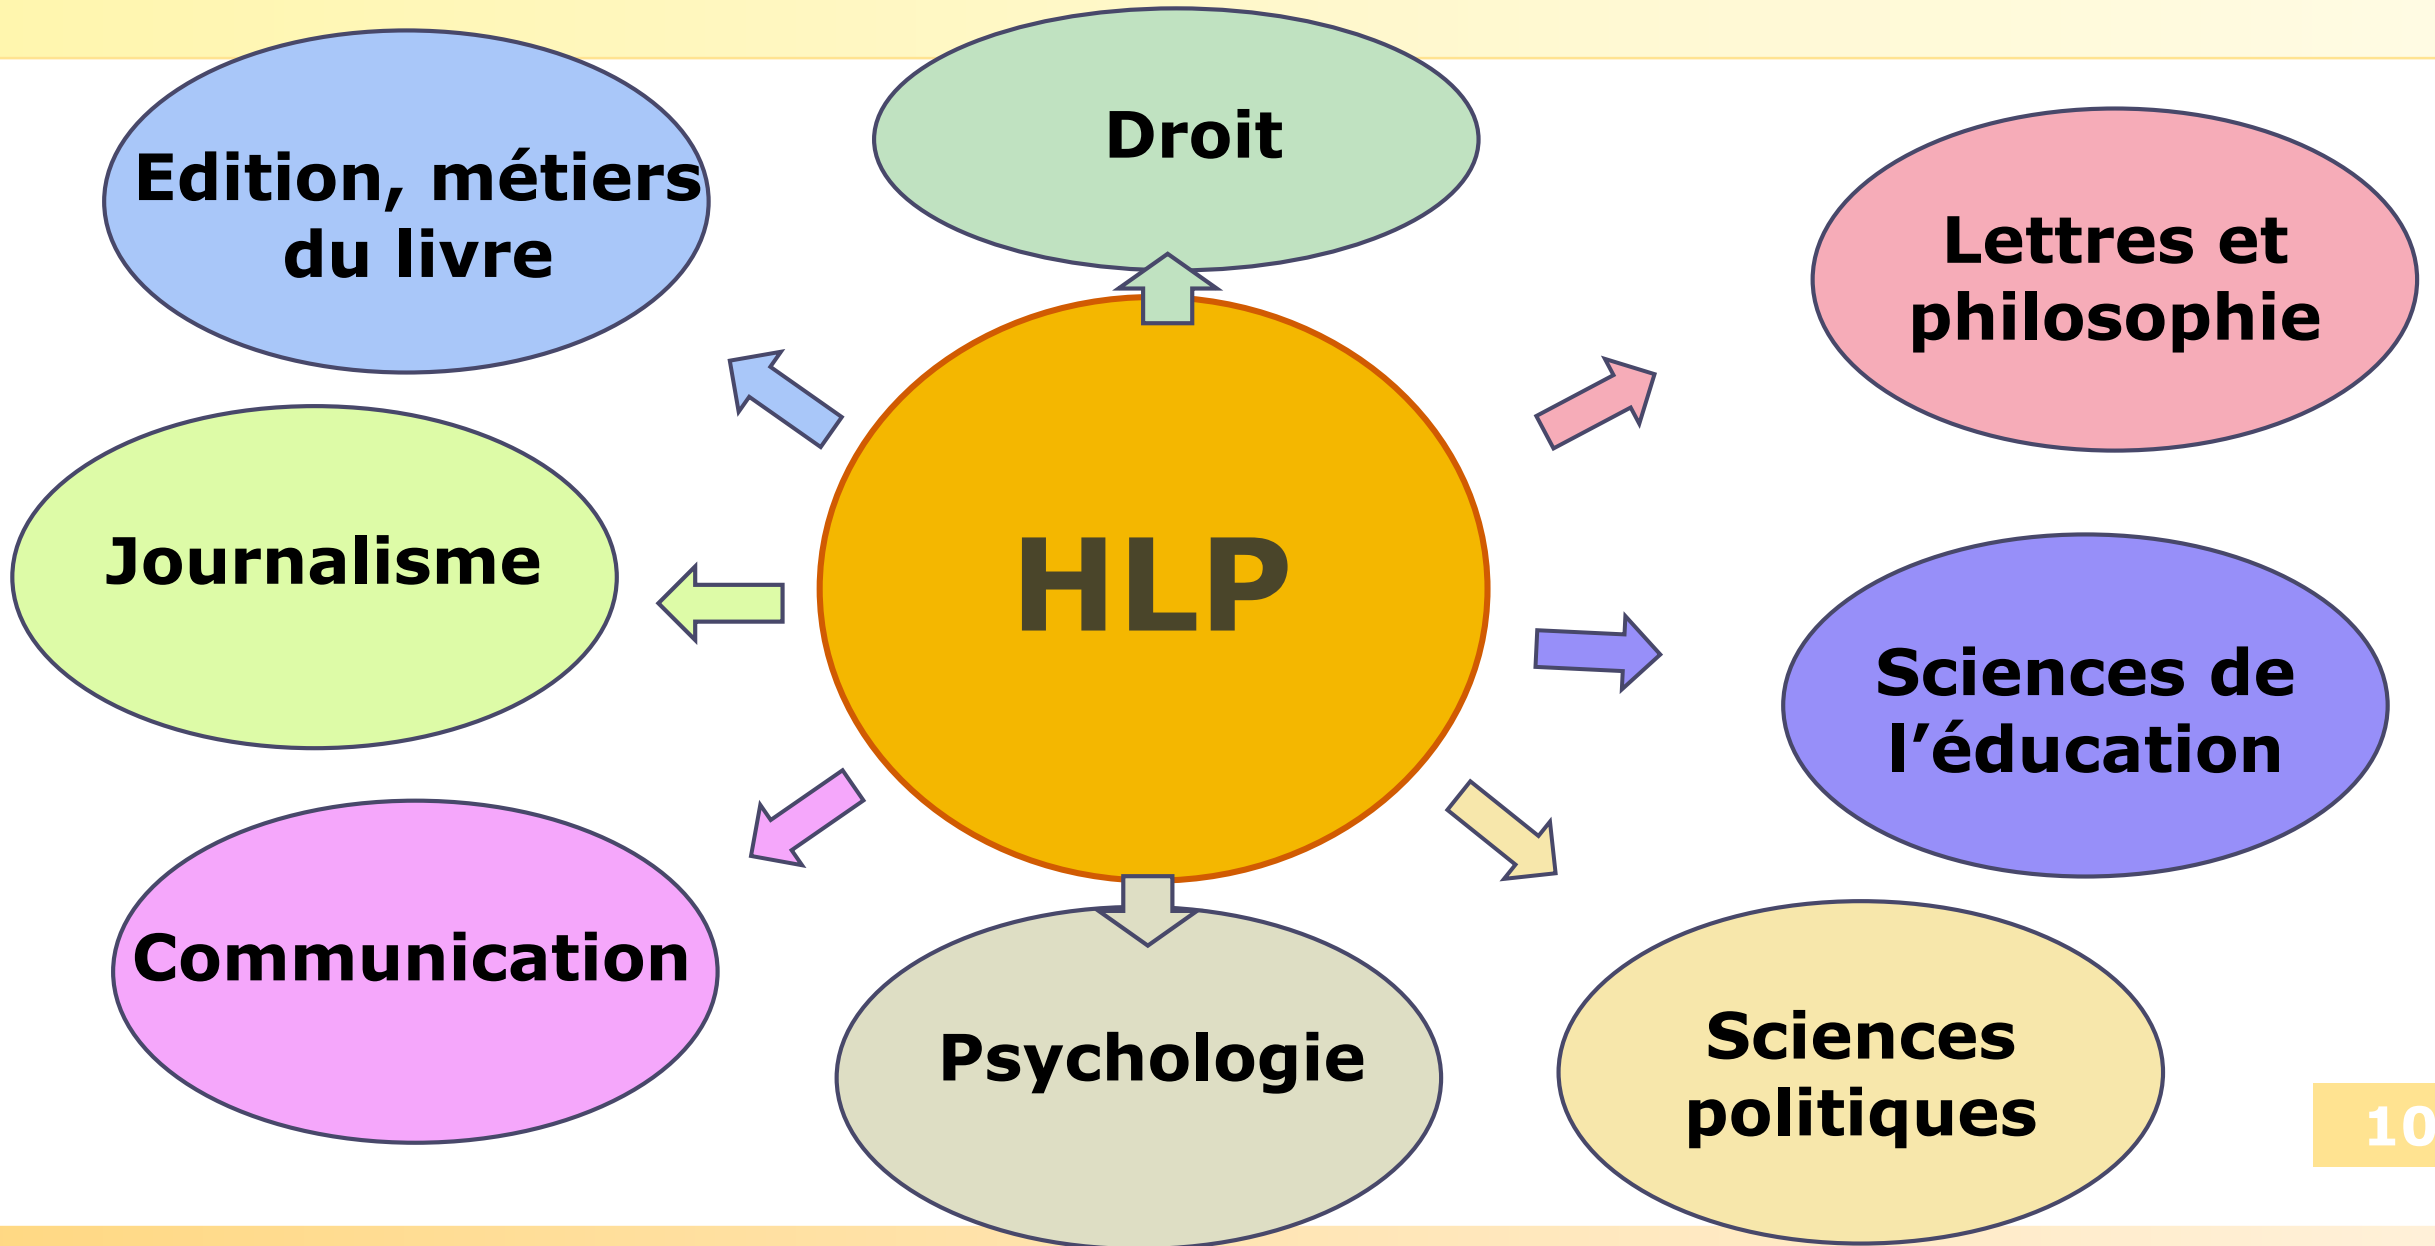 Droit
Edition, métiers
du livre
Lettres et
philosophie
Journalisme
HLP
Sciences de
l’éducation
Communication
Psychologie
Sciences
politiques
10